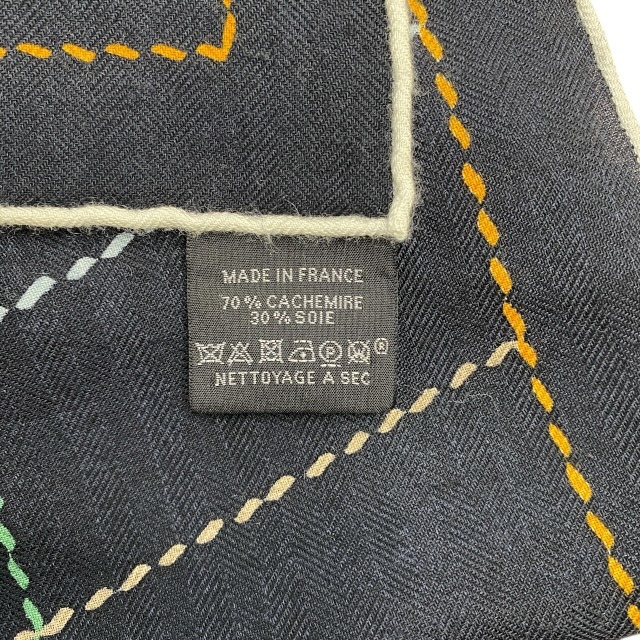 MADE IN FRANCE
70% CACHEMIRE
30% SOIE
P W ®
NETTOYAGE A SEC